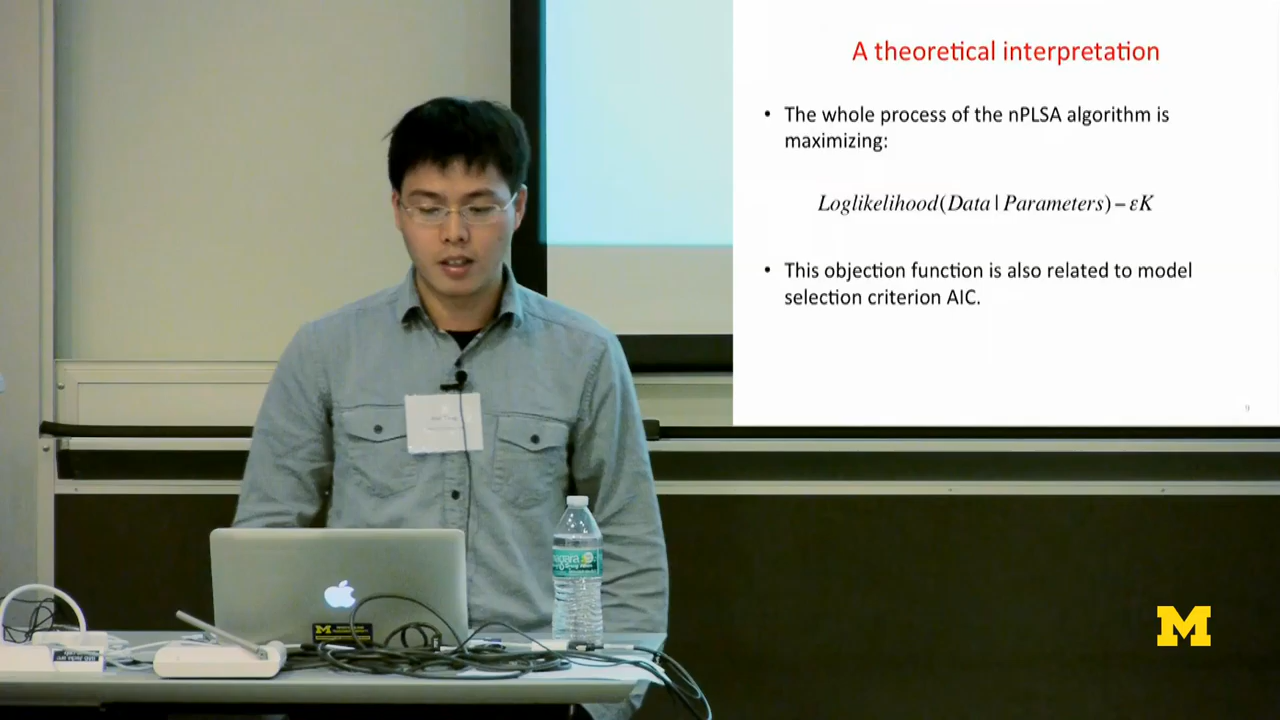 A theoretical interpretation
• The whole process of the nPLSA algorithm is
maximizing:
Loglikelihood(Data | Parameters) – εK
• This objection function is also related to model
selection criterion AIC.
9
M